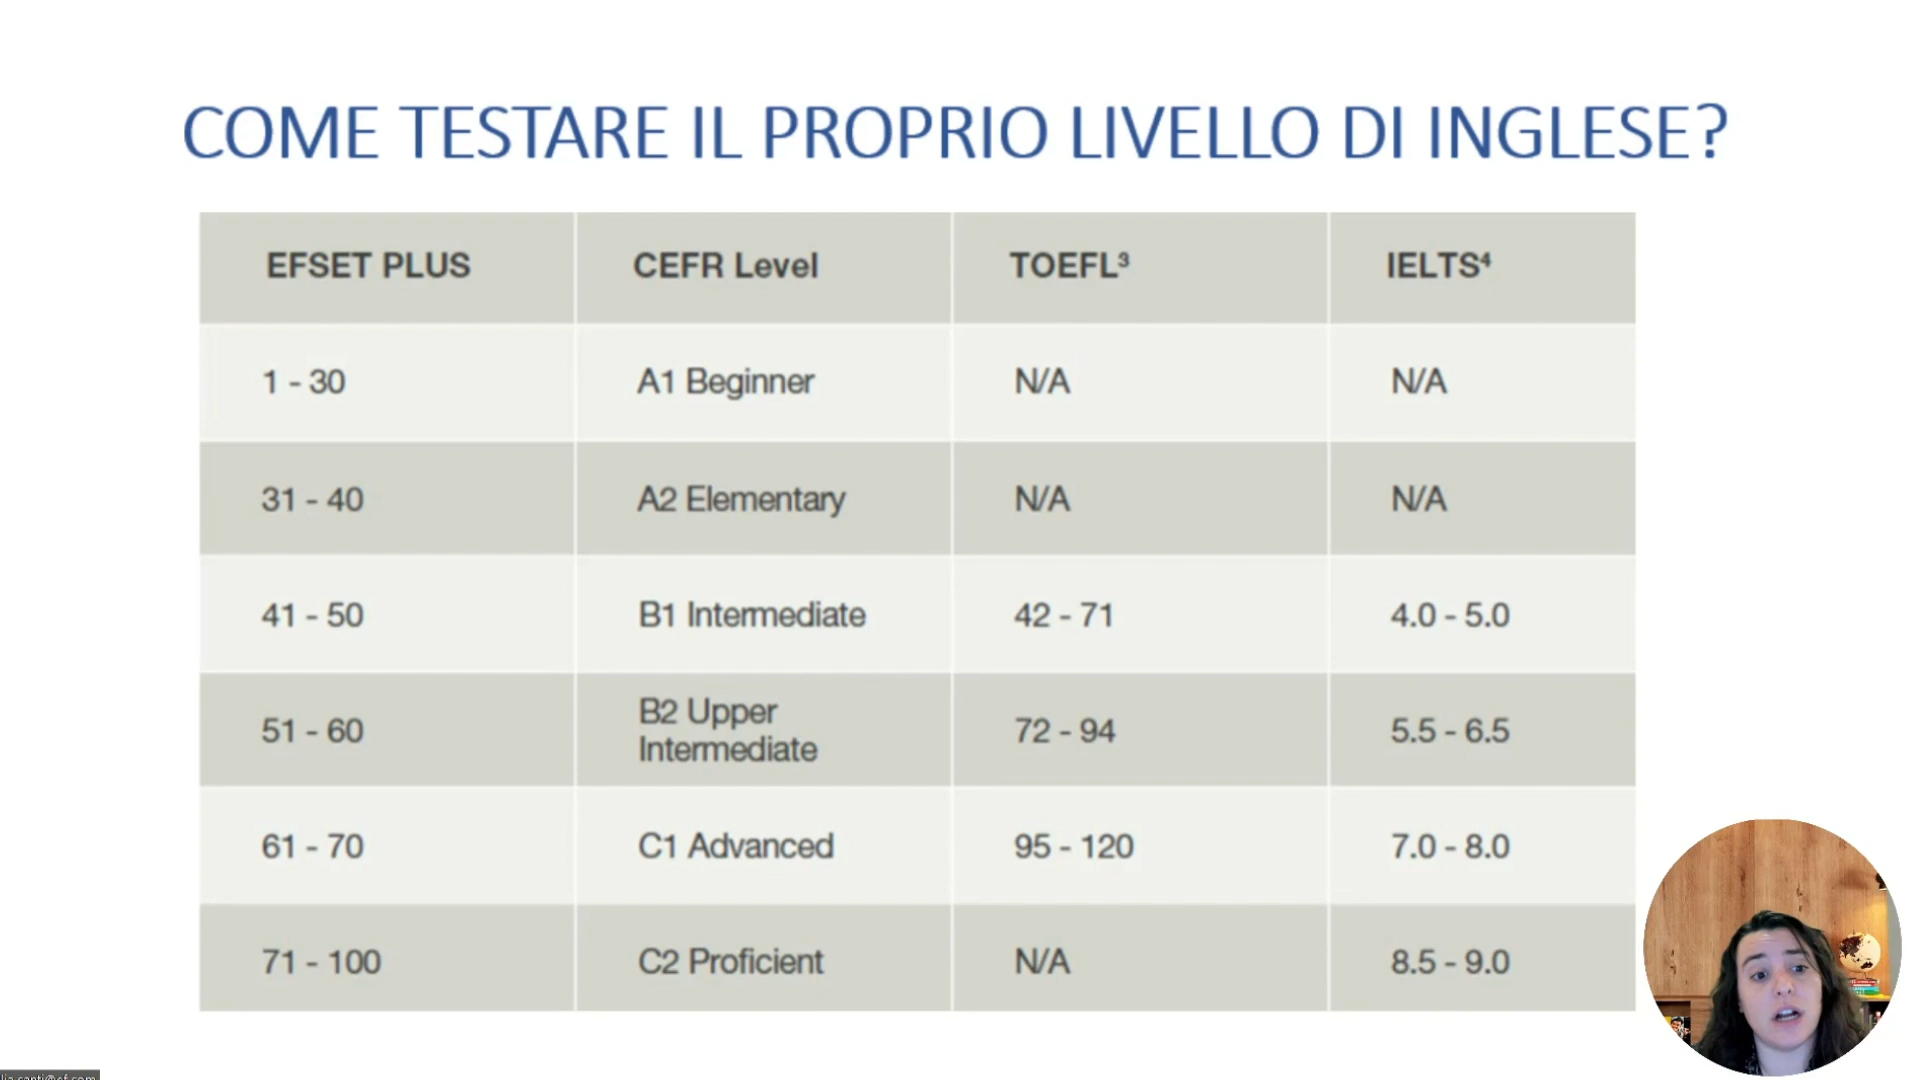 COME TESTARE IL PROPRIO LIVELLO DI INGLESE?
EFSET PLUS CEFR Level TOEFL³ IELTS⁴
1 - 30 A1 Beginner N/A N/A
31 - 40 A2 Elementary N/A N/A
41 - 50 B1 Intermediate 42 - 71 4.0 - 5.0
51 - 60 B2 Upper Intermediate 72 - 94 5.5 - 6.5
61 - 70 C1 Advanced 95 - 120 7.0 - 8.0
71 - 100 C2 Proficient N/A 8.5 - 9.0